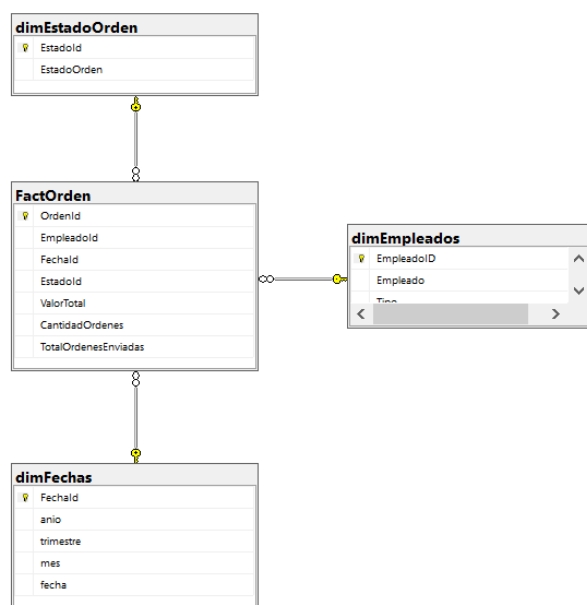 dimEstadoOrden
EstadoId
EstadoOrden
FactOrden
OrdenId
EmpleadoId
FechaId
EstadoId
ValorTotal
CantidadOrdenes
TotalOrdenesEnviadas
dimEmpleados
EmpleadoID
Empleado
Tipo
dimFechas
FechaId
anio
trimestre
mes
fecha